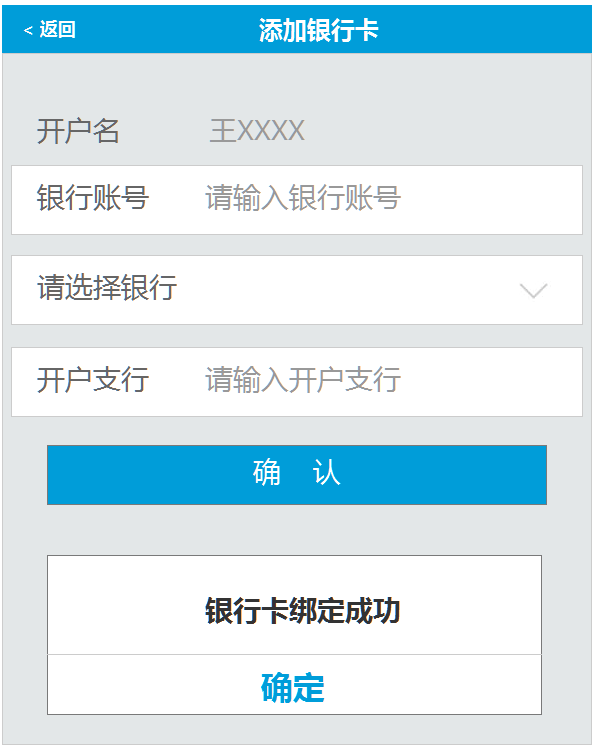 < 返回 添加银行卡
开户名 王XXXX
银行账号 请输入银行账号
请选择银行
开户支行 请输入开户支行
确 认
银行卡绑定成功
确定